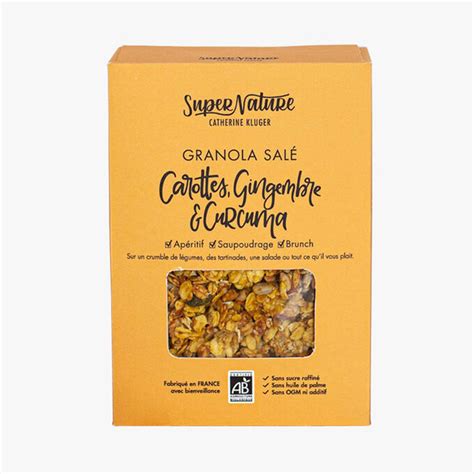 SUPERNATURE
CATHERINE KLUGER
GRANOLA SALÉ
Carottes, Gingembre
& Curcuma
Apéritif Saupoudrage Brunch
Sur un crumble de légumes, des tartinades, une salade ou tout ce qu'il vous plait.
Fabriqué en FRANCE
avec bienveillance
AB
Sans sucre raffiné
Sans huile de palme
Sans OGM ni additif